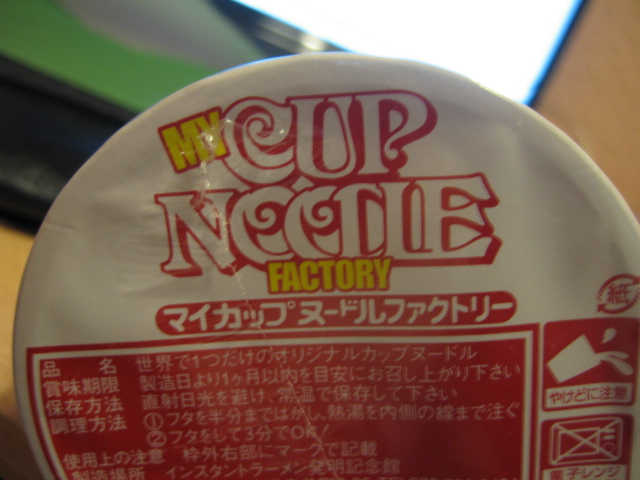 MY
CUP
NOODLE
FACTORY
マイカップヌードルファクトリー
紙
品 名 世界で1つだけのオリジナルカップヌードル
賞味期限 製造日より1ヶ月以内を目安にお召し上がり下さい
保存方法 直射日光を避け、常温で保存して下さい
調理方法 ①フタを半分まではがし、熱湯を内側の線まで注ぐ
②フタをして3分でOK!
使用上の注意 枠外右部にマークで記載
製造場所 インスタントラーメン発明記念館
やけどに注意
電子レンジ